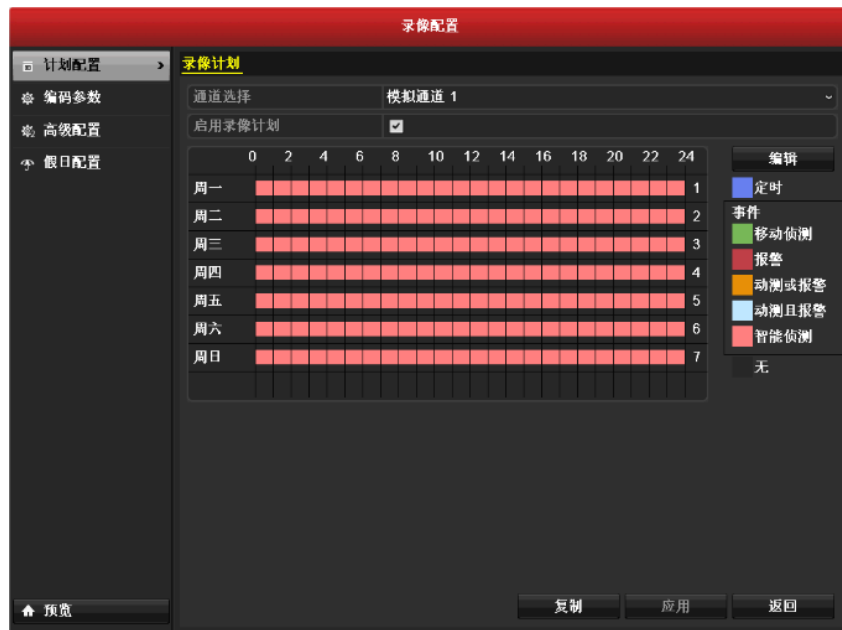 录像配置
计划配置 ›
编码参数
高级配置
假日配置
预览
录像计划
通道选择 模拟通道 1
启用录像计划
0 2 4 6 8 10 12 14 16 18 20 22 24
周一 1
周二 2
周三 3
周四 4
周五 5
周六 6
周日 7
编辑
定时
事件
移动侦测
报警
动测或报警
动测且报警
智能侦测
无
复制 应用 返回